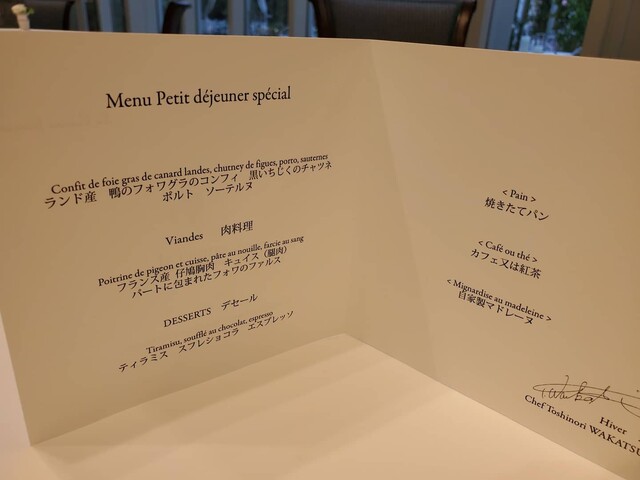 Menu Petit déjeuner spécial
Confit de foie gras de canard landes, chutney de figues, porto, sauternes
ランド産 鴨のフォワグラのコンフィ 黒いちじくのチャツネ
ポルト ソーテルヌ
Viandes 肉料理
Poitrine de pigeon et cuisse, pâte au nouille, farcie au sang
フランス産 仔鳩胸肉 キュイス（腿肉）
パートに包まれたフォワのファルス
DESSERTS デセール
Tiramisu, soufflé au chocolat, espresso
ティラミス スフレショコラ エスプレッソ
< Pain >
焼きたてパン
< Café ou thé >
カフェ又は紅茶
< Mignardise au madeleine >
自家製マドレーヌ
Hiver
Chef Toshinori WAKATSU